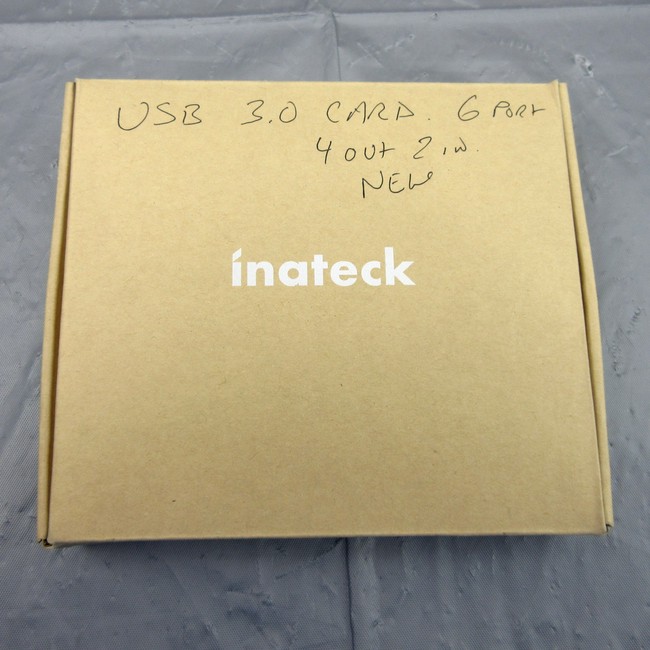 USB 3.0 CARD. 6 PORT
4 OUT 2 IN.
NEW
inateck